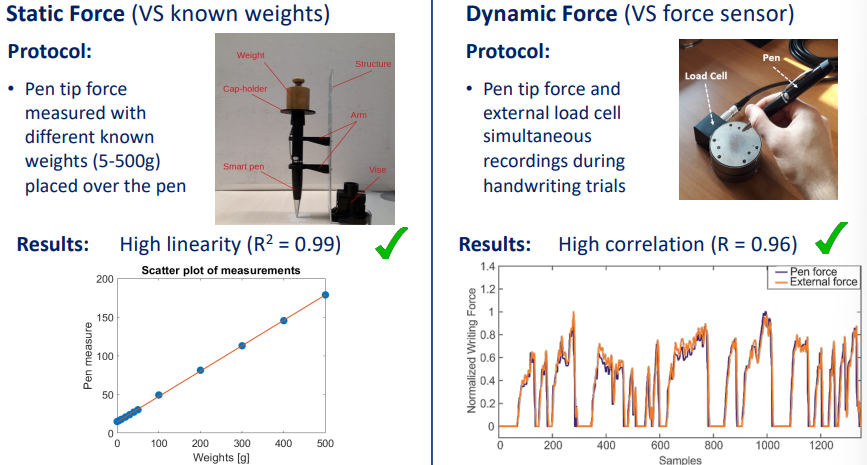 Static Force (VS known weights)
Protocol:
• Pen tip force
measured with
different known
weights (5-500g)
placed over the pen
Weight
Structure
Cap-holder
Arm
Smart pen
Vise
Results: High linearity (R² = 0.99)
Scatter plot of measurements
200
150
100
50
0
Pen measure
0 100 200 300 400 500
Weights [g]
Dynamic Force (VS force sensor)
Protocol:
• Pen tip force and
external load cell
simultaneous
recordings during
handwriting trials
Pen
Load Cell
Results: High correlation (R = 0.96)
1.4
1.2
1
0.8
0.6
0.4
0.2
0
Normalized Writing Force
Pen force
External force
0 200 400 600 800 1000 1200
Samples